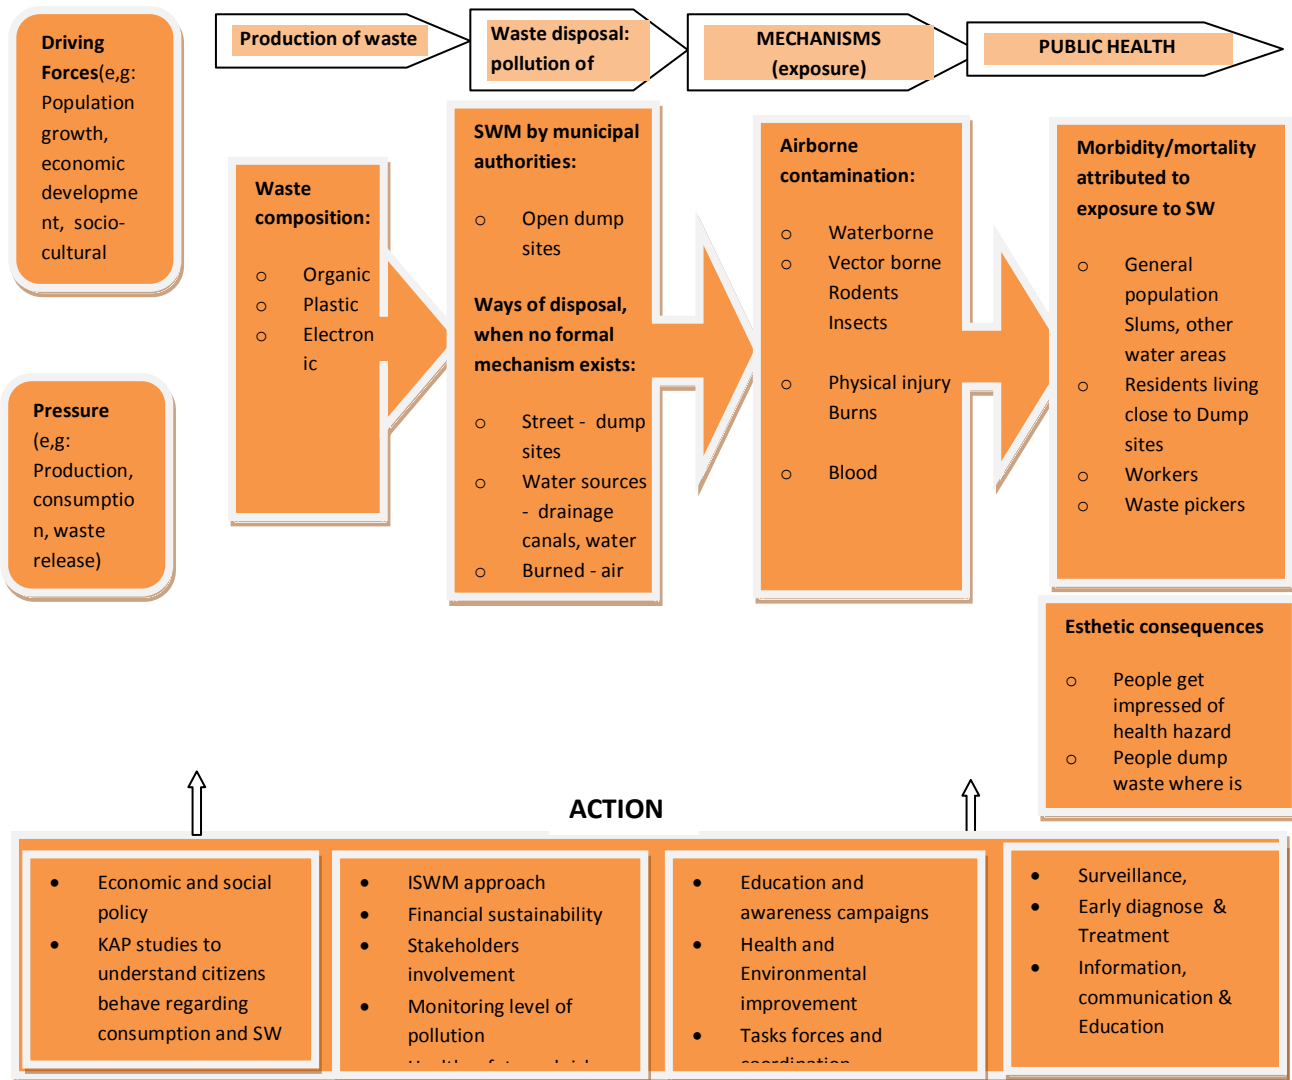 Driving
Forces(e,g:
Population
growth,
economic
developme
nt, socio-
cultural
Pressure
(e,g:
Production,
consumptio
n, waste
release)
Production of waste
Waste disposal:
pollution of
MECHANISMS
(exposure)
PUBLIC HEALTH
Waste
composition:
o Organic
o Plastic
o Electron
ic
SWM by municipal
authorities:
o Open dump
sites
Ways of disposal,
when no formal
mechanism exists:
o Street - dump
sites
o Water sources
- drainage
canals, water
o Burned - air
Airborne
contamination:
o Waterborne
o Vector borne
Rodents
Insects
o Physical injury
Burns
o Blood
Morbidity/mortality
attributed to
exposure to SW
o General
population
Slums, other
water areas
o Residents living
close to Dump
sites
o Workers
o Waste pickers
Esthetic consequences
o People get
impressed of
health hazard
o People dump
waste where is
ACTION
• Economic and social
policy
• KAP studies to
understand citizens
behave regarding
consumption and SW
• ISWM approach
• Financial sustainability
• Stakeholders
involvement
• Monitoring level of
pollution
• Education and
awareness campaigns
• Health and
Environmental
improvement
• Tasks forces and
coordination
• Surveillance,
• Early diagnose & 
Treatment
• Information,
communication &
Education